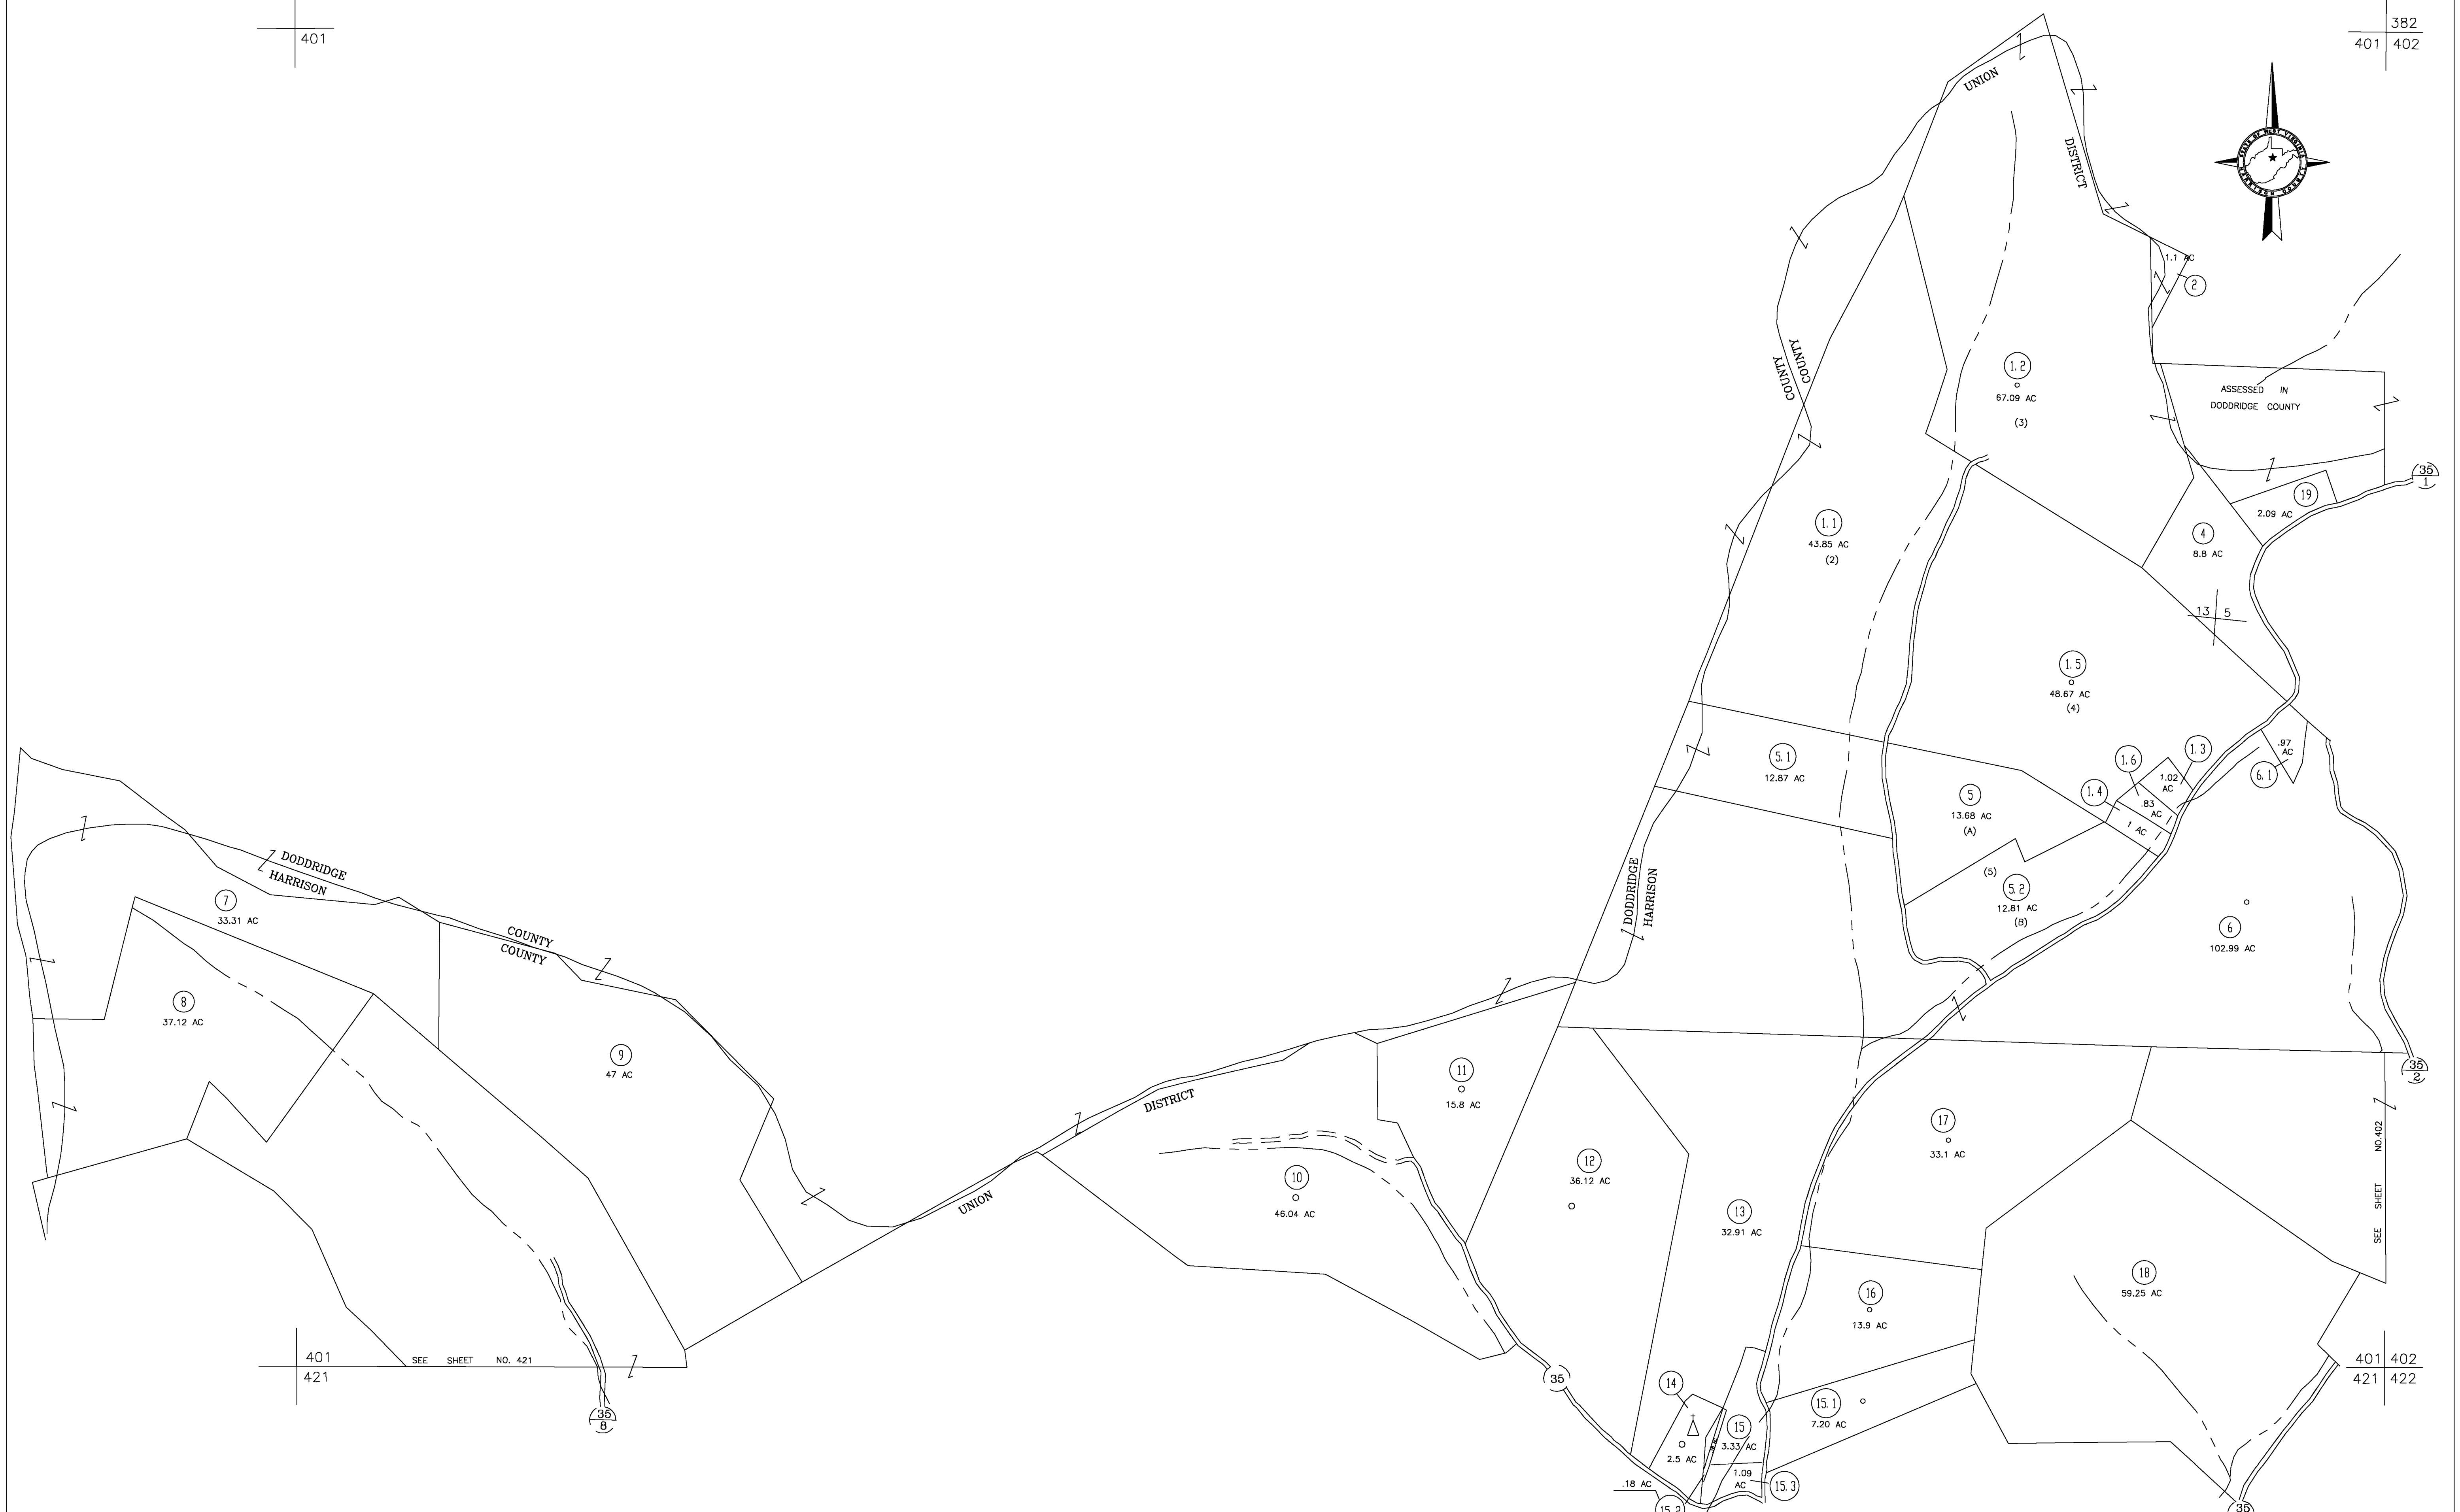 401
382
401 402
UNION
DISTRICT
STATE OF WEST VIRGINIA
HARRISON COUNTY
1.1 AC
2
COUNTY
COUNTY
1.2
67.09 AC
(3)
ASSESSED IN
DODDRIDGE COUNTY
35
1
19
2.09 AC
1.1
43.85 AC
(2)
4
8.8 AC
13 5
1.5
48.67 AC
(4)
5.1
12.87 AC
5
13.68 AC
(A)
1.6
1.3
1.02
AC
.83
AC
1.4
1 AC
.97
AC
6.1
(5)
5.2
12.81 AC
(B)
6
102.99 AC
DODDRIDGE
HARRISON
DODDRIDGE
HARRISON
7
33.31 AC
COUNTY
COUNTY
8
37.12 AC
9
47 AC
UNION
DISTRICT
10
46.04 AC
11
15.8 AC
12
36.12 AC
13
32.91 AC
17
33.1 AC
35
2
SEE SHEET NO.402
18
59.25 AC
16
13.9 AC
401
421
SEE SHEET NO. 421
35
8
35
401 402
421 422
14
2.5 AC
15
3.33 AC
15.1
7.20 AC
1.09
AC
15.3
.18 AC
15.2
35